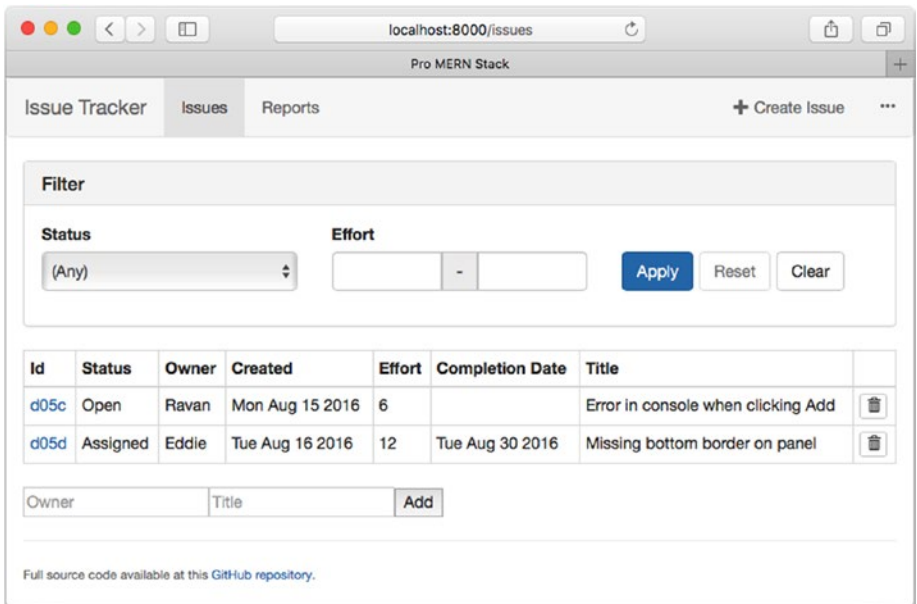 localhost:8000/issues
Pro MERN Stack
Issue Tracker Issues Reports + Create Issue ...
Filter
Status Effort
(Any) - Apply Reset Clear
Id Status Owner Created Effort Completion Date Title
d05c Open Ravan Mon Aug 15 2016 6 Error in console when clicking Add
d05d Assigned Eddie Tue Aug 16 2016 12 Tue Aug 30 2016 Missing bottom border on panel
Owner Title Add
Full source code available at this GitHub repository.